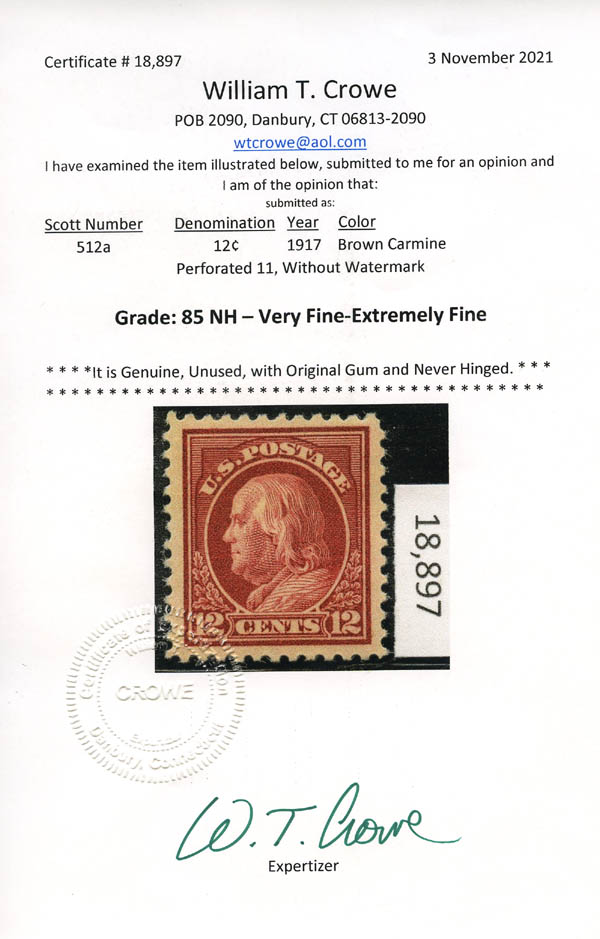 Certificate # 18,897 3 November 2021
William T. Crowe
POB 2090, Danbury, CT 06813-2090
wtcrowe@aol.com
I have examined the item illustrated below, submitted to me for an opinion and
I am of the opinion that:
submitted as:
Scott Number Denomination Year Color
512a 12¢ 1917 Brown Carmine
Perforated 11, Without Watermark
Grade: 85 NH – Very Fine-Extremely Fine
* * * *It is Genuine, Unused, with Original Gum and Never Hinged. * * *
* * * * * * * * * * * * * * * * * * * * * * * * * * * * * * * * * * * * * * * *
U.S. POSTAGE
12 CENTS 12
18,897
Certificate of
CROWE
Danbury, Connecticut
W. T. Crowe
Expertizer